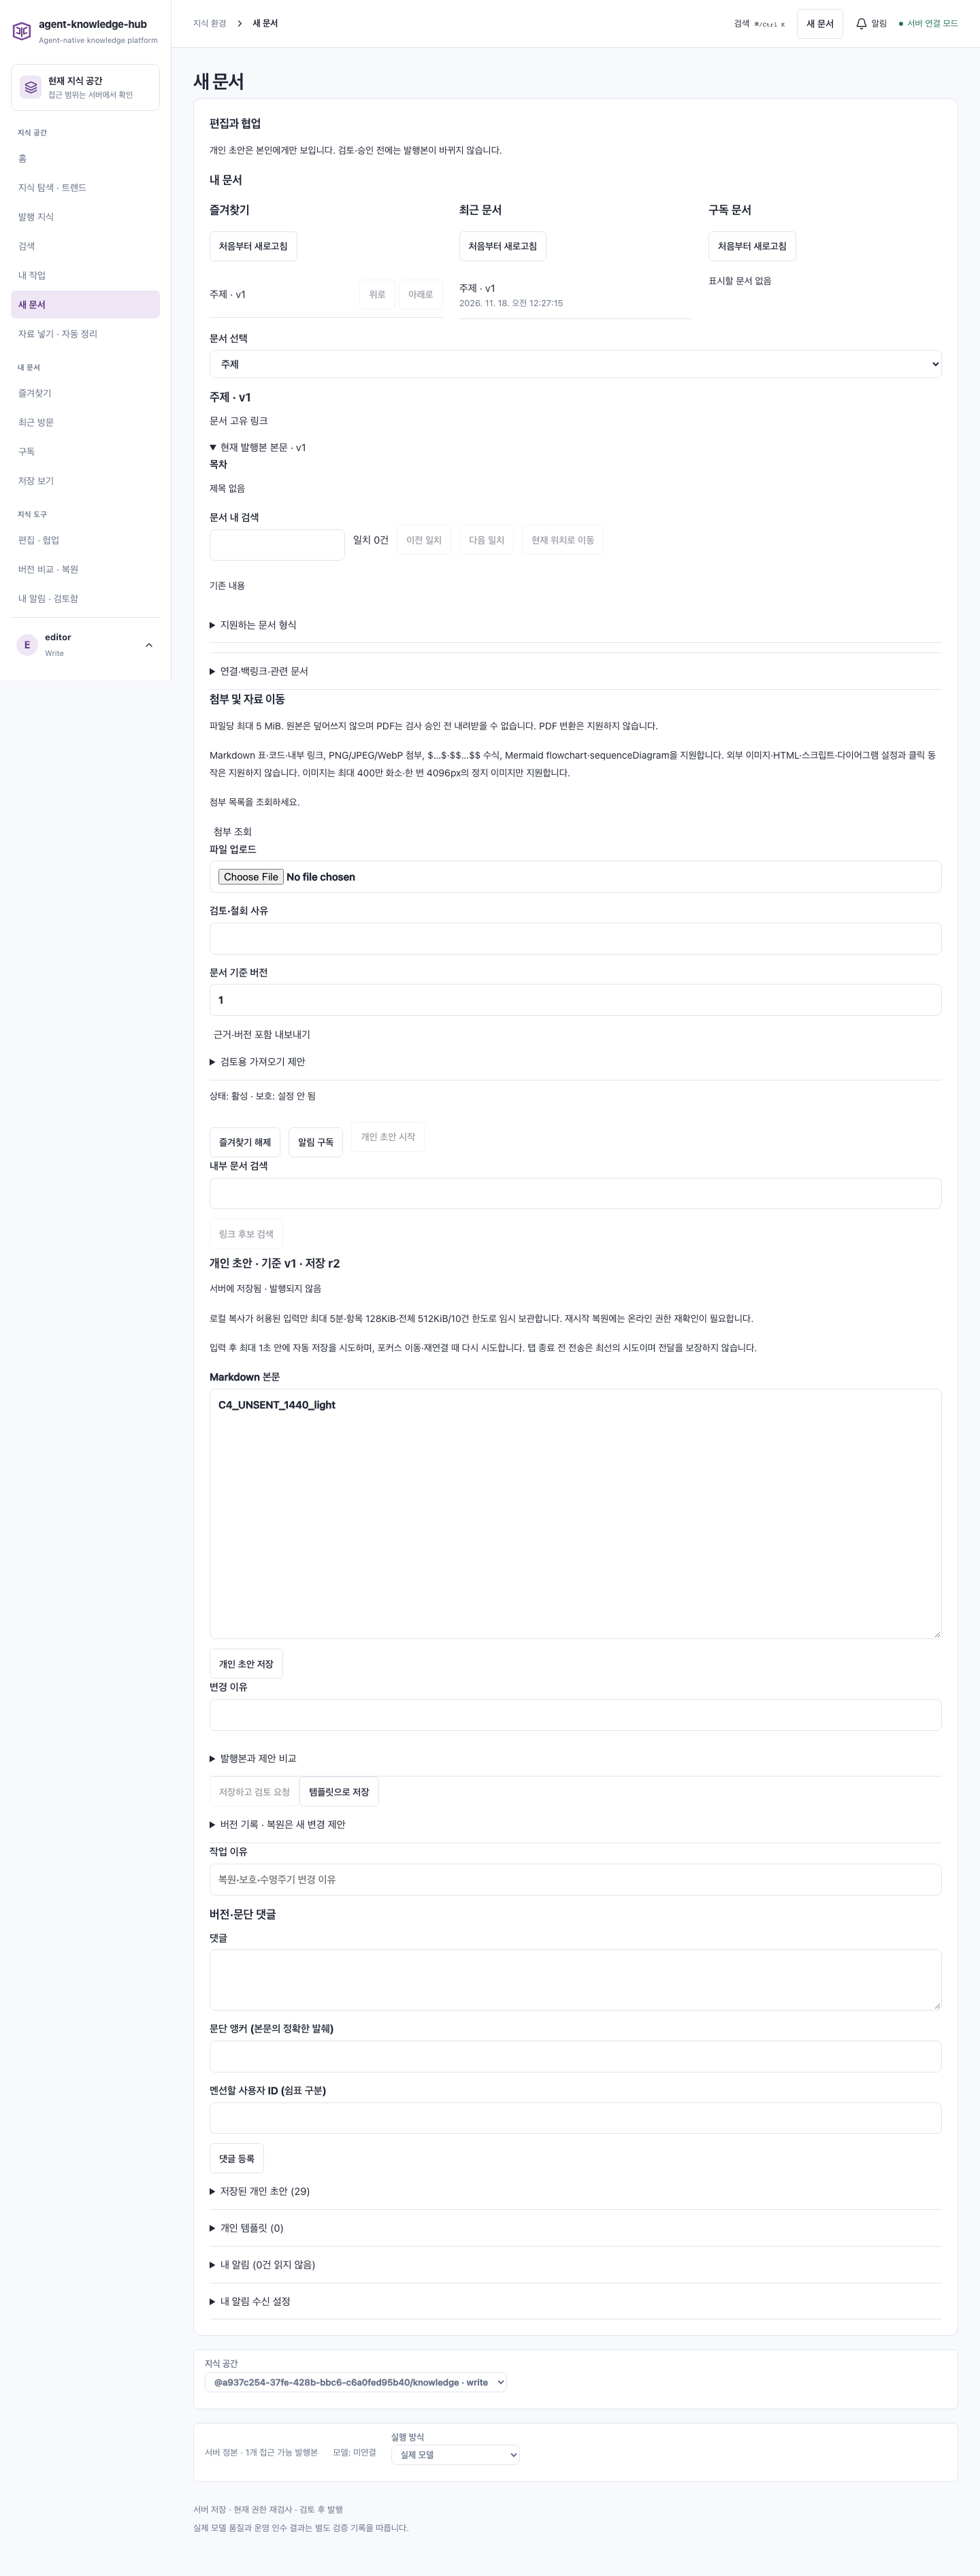 agent-knowledge-hub
Agent-native knowledge platform
현재 지식 공간
접근 범위는 서버에서 확인
지식 공간
홈
지식 탐색 · 트렌드
발행 지식
검색
내 작업
새 문서
자료 넣기 · 자동 정리
내 문서
즐겨찾기
최근 방문
구독
저장 보기
지식 도구
편집 · 협업
버전 비교 · 복원
내 알림 · 검토함
E
editor
Write
지식 환경
새 문서
검색 ⌘/Ctrl K
새 문서
알림
서버 연결 모드
새 문서
편집과 협업
개인 초안은 본인에게만 보입니다. 검토·승인 전에는 발행본이 바뀌지 않습니다.
내 문서
즐겨찾기
최근 문서
구독 문서
처음부터 새로고침
처음부터 새로고침
처음부터 새로고침
주제 · v1
위로
아래로
주제 · v1
2026. 11. 18. 오전 12:27:15
표시할 문서 없음
문서 선택
주제
주제 · v1
문서 고유 링크
▼ 현재 발행본 본문 · v1
목차
제목 없음
문서 내 검색
일치 0건
이전 일치
다음 일치
현재 위치로 이동
기존 내용
▶ 지원하는 문서 형식
▶ 연결·백링크·관련 문서
첨부 및 자료 이동
파일당 최대 5 MiB. 원본은 덮어쓰지 않으며 PDF는 검사 승인 전 내려받을 수 없습니다. PDF 변환은 지원하지 않습니다.
Markdown 표·코드·내부 링크, PNG/JPEG/WebP 첨부, $...$·$$...$$ 수식, Mermaid flowchart·sequenceDiagram을 지원합니다. 외부 이미지·HTML·스크립트·다이어그램 설정과 클릭 동
작은 지원하지 않습니다. 이미지는 최대 400만 화소·한 변 4096px의 정지 이미지만 지원합니다.
첨부 목록을 조회하세요.
첨부 조회
파일 업로드
Choose File No file chosen
검토·철회 사유
문서 기준 버전
1
근거·버전 포함 내보내기
▶ 검토용 가져오기 제안
상태: 활성 · 보호: 설정 안 됨
즐겨찾기 해제
알림 구독
개인 초안 시작
내부 문서 검색
링크 후보 검색
개인 초안 · 기준 v1 · 저장 r2
서버에 저장됨 · 발행되지 않음
로컬 복사가 허용된 입력만 최대 5분·항목 128KiB·전체 512KiB/10건 한도로 임시 보관합니다. 재시작 복원에는 온라인 권한 재확인이 필요합니다.
입력 후 최대 1초 안에 자동 저장을 시도하며, 포커스 이동·재연결 때 다시 시도합니다. 탭 종료 전 전송은 최선의 시도이며 전달을 보장하지 않습니다.
Markdown 본문
C4_UNSENT_1440_light
개인 초안 저장
변경 이유
▶ 발행본과 제안 비교
저장하고 검토 요청
템플릿으로 저장
▶ 버전 기록 · 복원은 새 변경 제안
작업 이유
복원·보호·수명주기 변경 이유
버전·문단 댓글
댓글
문단 앵커 (본문의 정확한 발췌)
멘션할 사용자 ID (쉼표 구분)
댓글 등록
▶ 저장된 개인 초안 (29)
▶ 개인 템플릿 (0)
▶ 내 알림 (0건 읽지 않음)
▶ 내 알림 수신 설정
지식 공간
@a937c254-37fe-428b-bbc6-c6a0fed95b40/knowledge · write
서버 정본 · 1개 접근 가능 발행본
모델: 미연결
실행 방식
실제 모델
서버 저장 · 현재 권한 재검사 · 검토 후 발행
실제 모델 품질과 운영 인수 결과는 별도 검증 기록을 따릅니다.